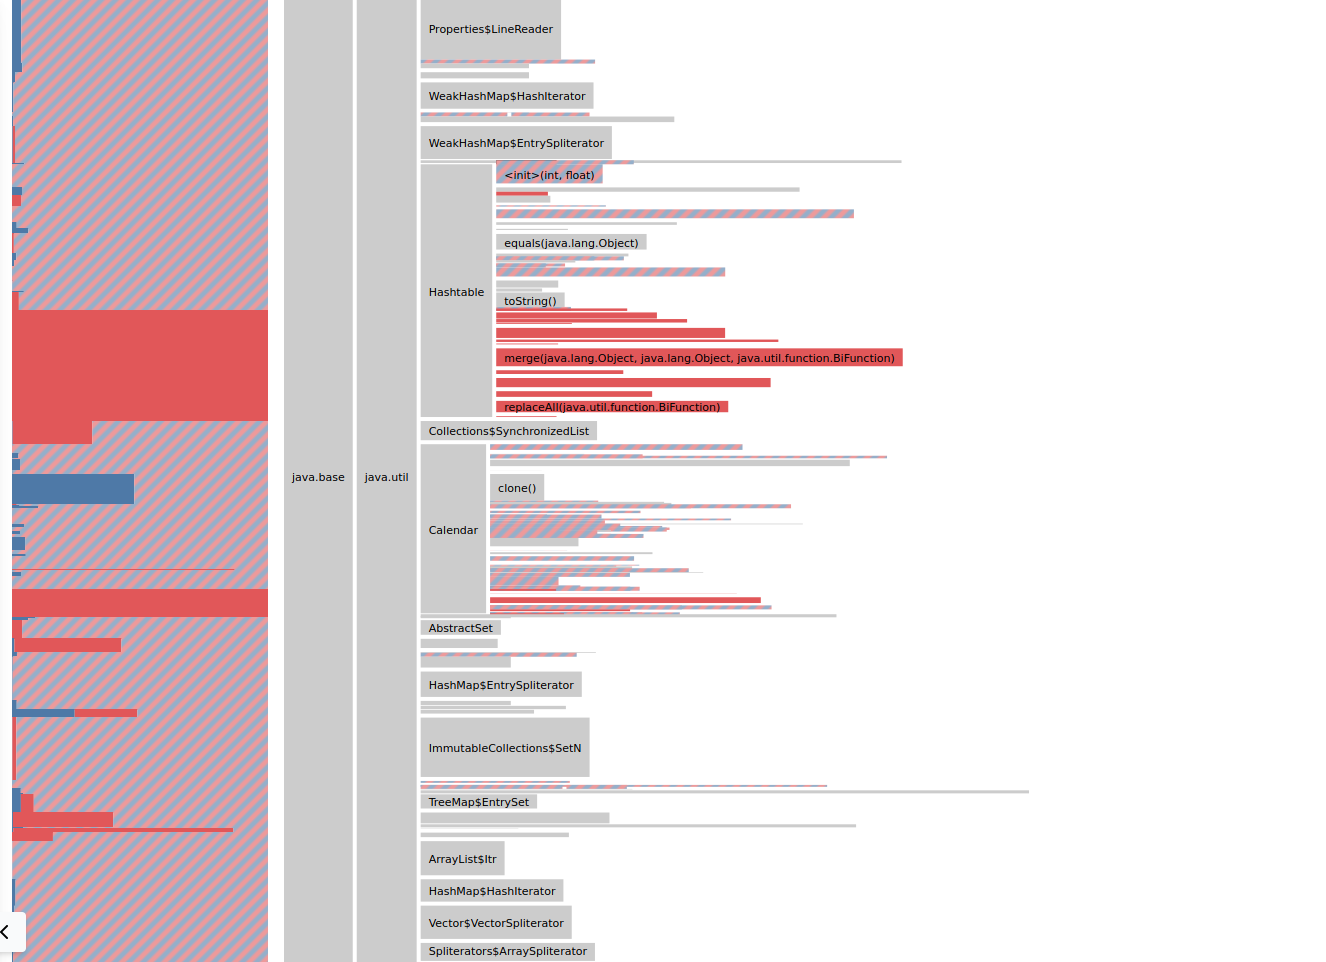 Properties$LineReader
WeakHashMap$HashIterator
WeakHashMap$EntrySpliterator
<init>(int, float)
equals(java.lang.Object)
Hashtable
toString()
merge(java.lang.Object, java.lang.Object, java.util.function.BiFunction)
replaceAll(java.util.function.BiFunction)
Collections$SynchronizedList
java.base
java.util
clone()
Calendar
AbstractSet
HashMap$EntrySpliterator
ImmutableCollections$SetN
TreeMap$EntrySet
ArrayList$Itr
HashMap$HashIterator
Vector$VectorSpliterator
Spliterators$ArraySpliterator